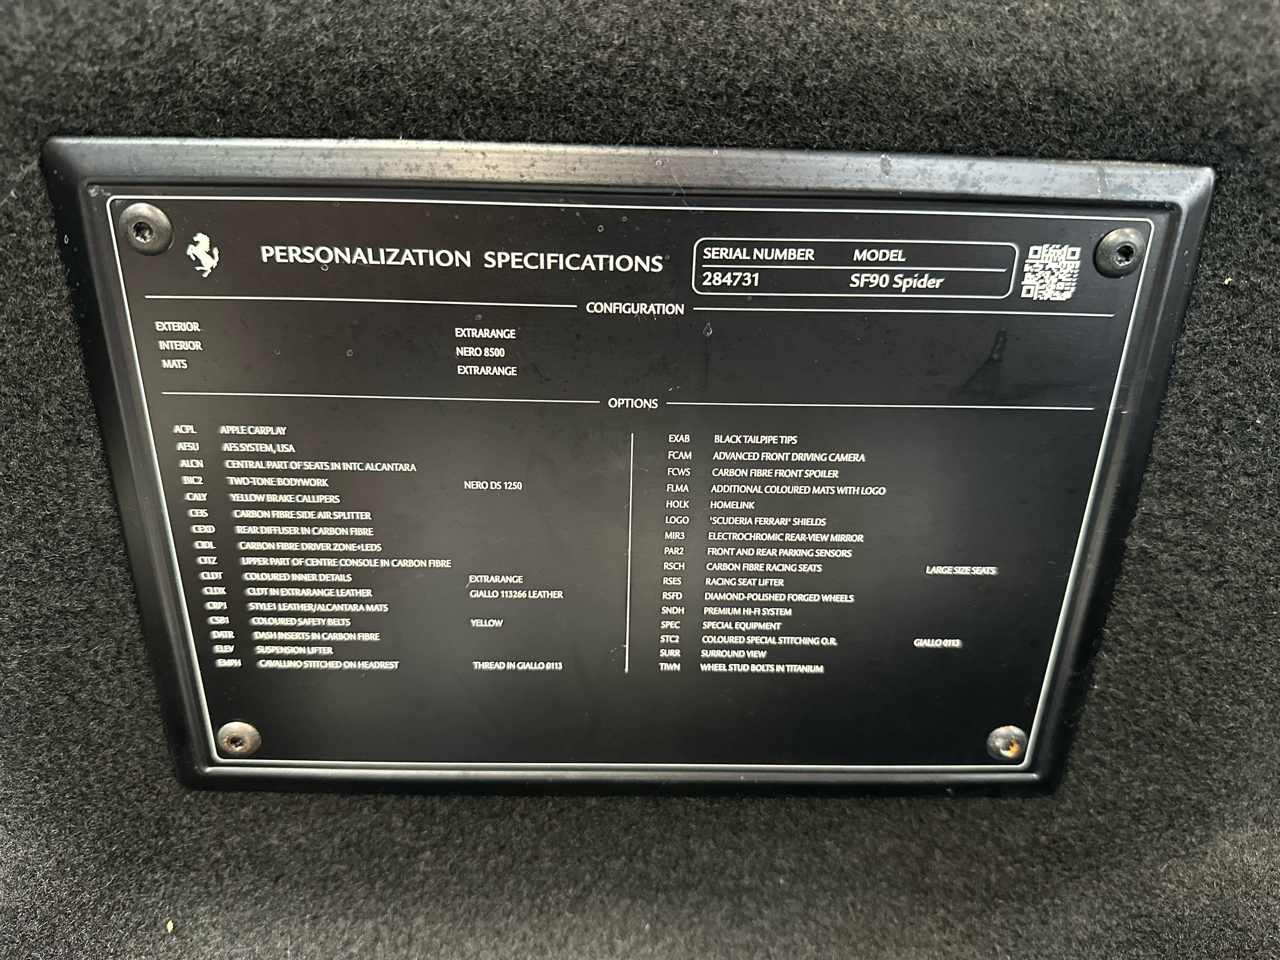 PERSONALIZATION SPECIFICATIONS
SERIAL NUMBER MODEL
284731 SF90 Spider
CONFIGURATION
EXTERIOR EXTRARANGE
INTERIOR NERO 8500
MATS EXTRARANGE
OPTIONS
ACPL APPLE CARPLAY
AFSU AFS SYSTEM, USA
ALCN CENTRAL PART OF SEATS IN INTC ALCANTARA
BIC2 TWO-TONE BODYWORK NERO DS 1250
CALY YELLOW BRAKE CALLIPERS
CEIS CARBON FIBRE SIDE AIR SPLITTER
CEXD REAR DIFFUSER IN CARBON FIBRE
CIDL CARBON FIBRE DRIVER ZONE+LEDS
CITZ UPPER PART OF CENTRE CONSOLE IN CARBON FIBRE
CLDT COLOURED INNER DETAILS EXTRARANGE
CLDX CLDT IN EXTRARANGE LEATHER GIALLO 113266 LEATHER
CRP1 STYLE1 LEATHER/ALCANTARA MATS
CSB1 COLOURED SAFETY BELTS YELLOW
DATR DASH INSERTS IN CARBON FIBRE
ELEV SUSPENSION LIFTER
EMPH CAVALLINO STITCHED ON HEADREST THREAD IN GIALLO 0113
EXAB BLACK TAILPIPE TIPS
FCAM ADVANCED FRONT DRIVING CAMERA
FCWS CARBON FIBRE FRONT SPOILER
FLMA ADDITIONAL COLOURED MATS WITH LOGO
HOLK HOMELINK
LOGO 'SCUDERIA FERRARI' SHIELDS
MIR3 ELECTROCHROMIC REAR-VIEW MIRROR
PAR2 FRONT AND REAR PARKING SENSORS
RSCH CARBON FIBRE RACING SEATS LARGE SIZE SEATS
RSES RACING SEAT LIFTER
RSFD DIAMOND-POLISHED FORGED WHEELS
SNDH PREMIUM HI-FI SYSTEM
SPEC SPECIAL EQUIPMENT
STC2 COLOURED SPECIAL STITCHING O.R. GIALLO 0113
SURR SURROUND VIEW
TIWN WHEEL STUD BOLTS IN TITANIUM